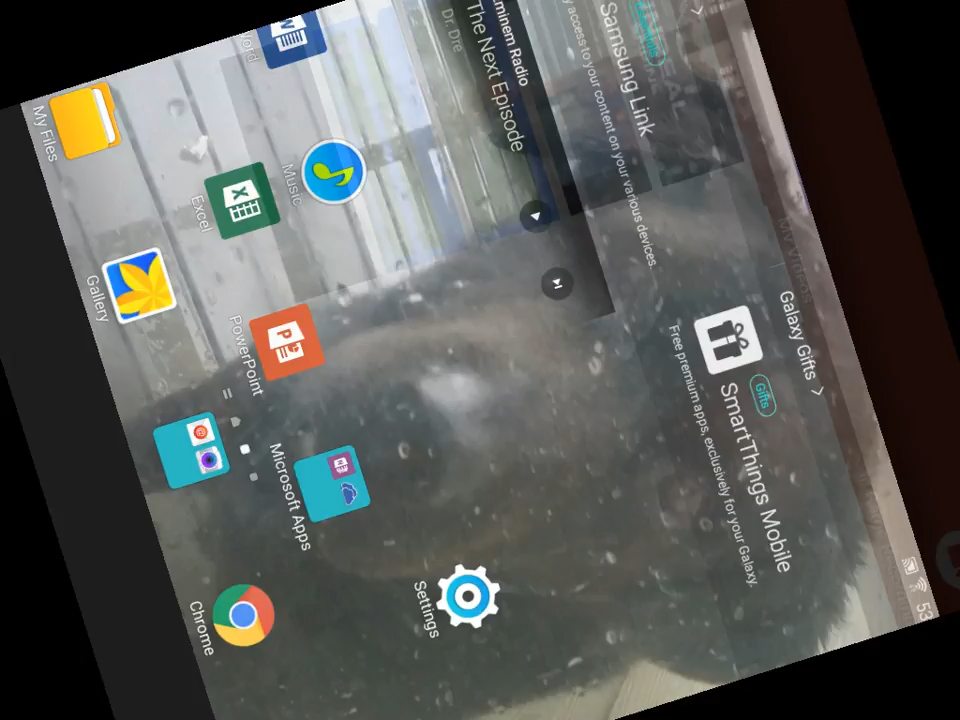 53
Galaxy Gifts
Samsung Link
y access to your content on your various devices.
Gifts
SmartThings Mobile
Free premium apps, exclusively for your Galaxy.
minem Radio
The Next Episode
Dr. Dre
Music
Settings
Word
Excel
PowerPoint
Microsoft Apps
My Files
Gallery
Chrome